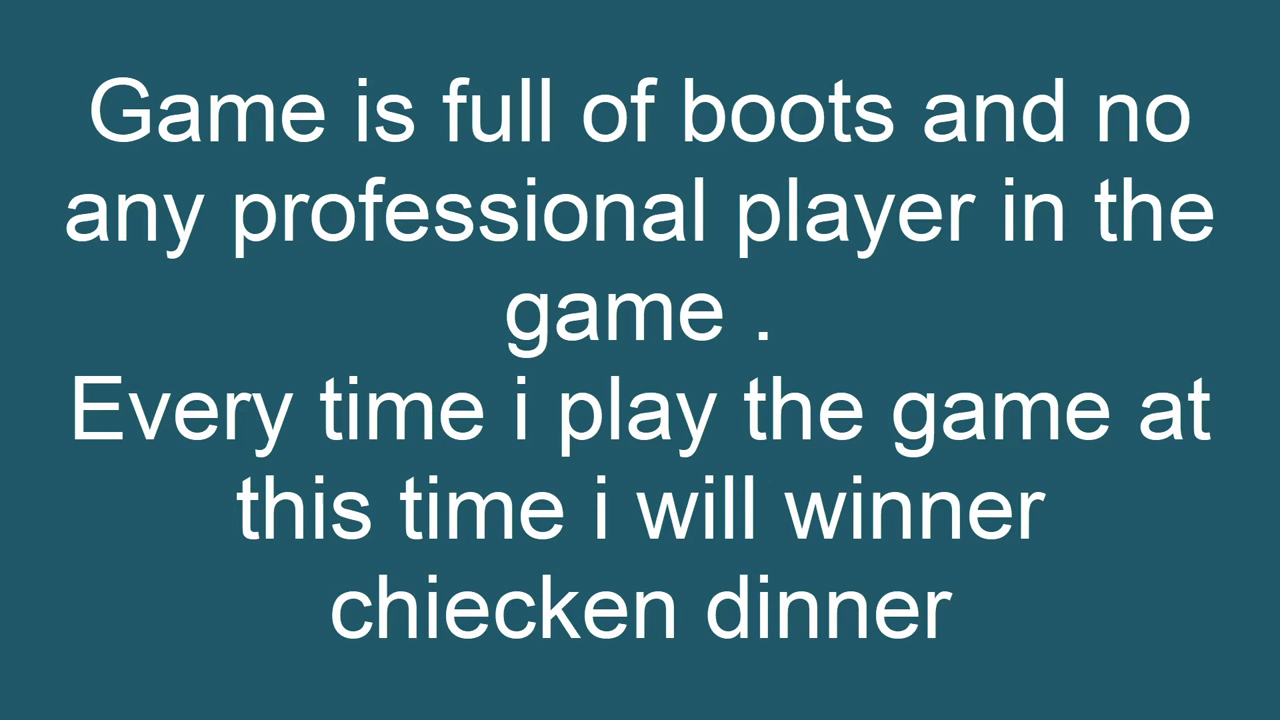 Game is full of boots and no
any professional player in the
game .
Every time i play the game at
this time i will winner
chiecken dinner